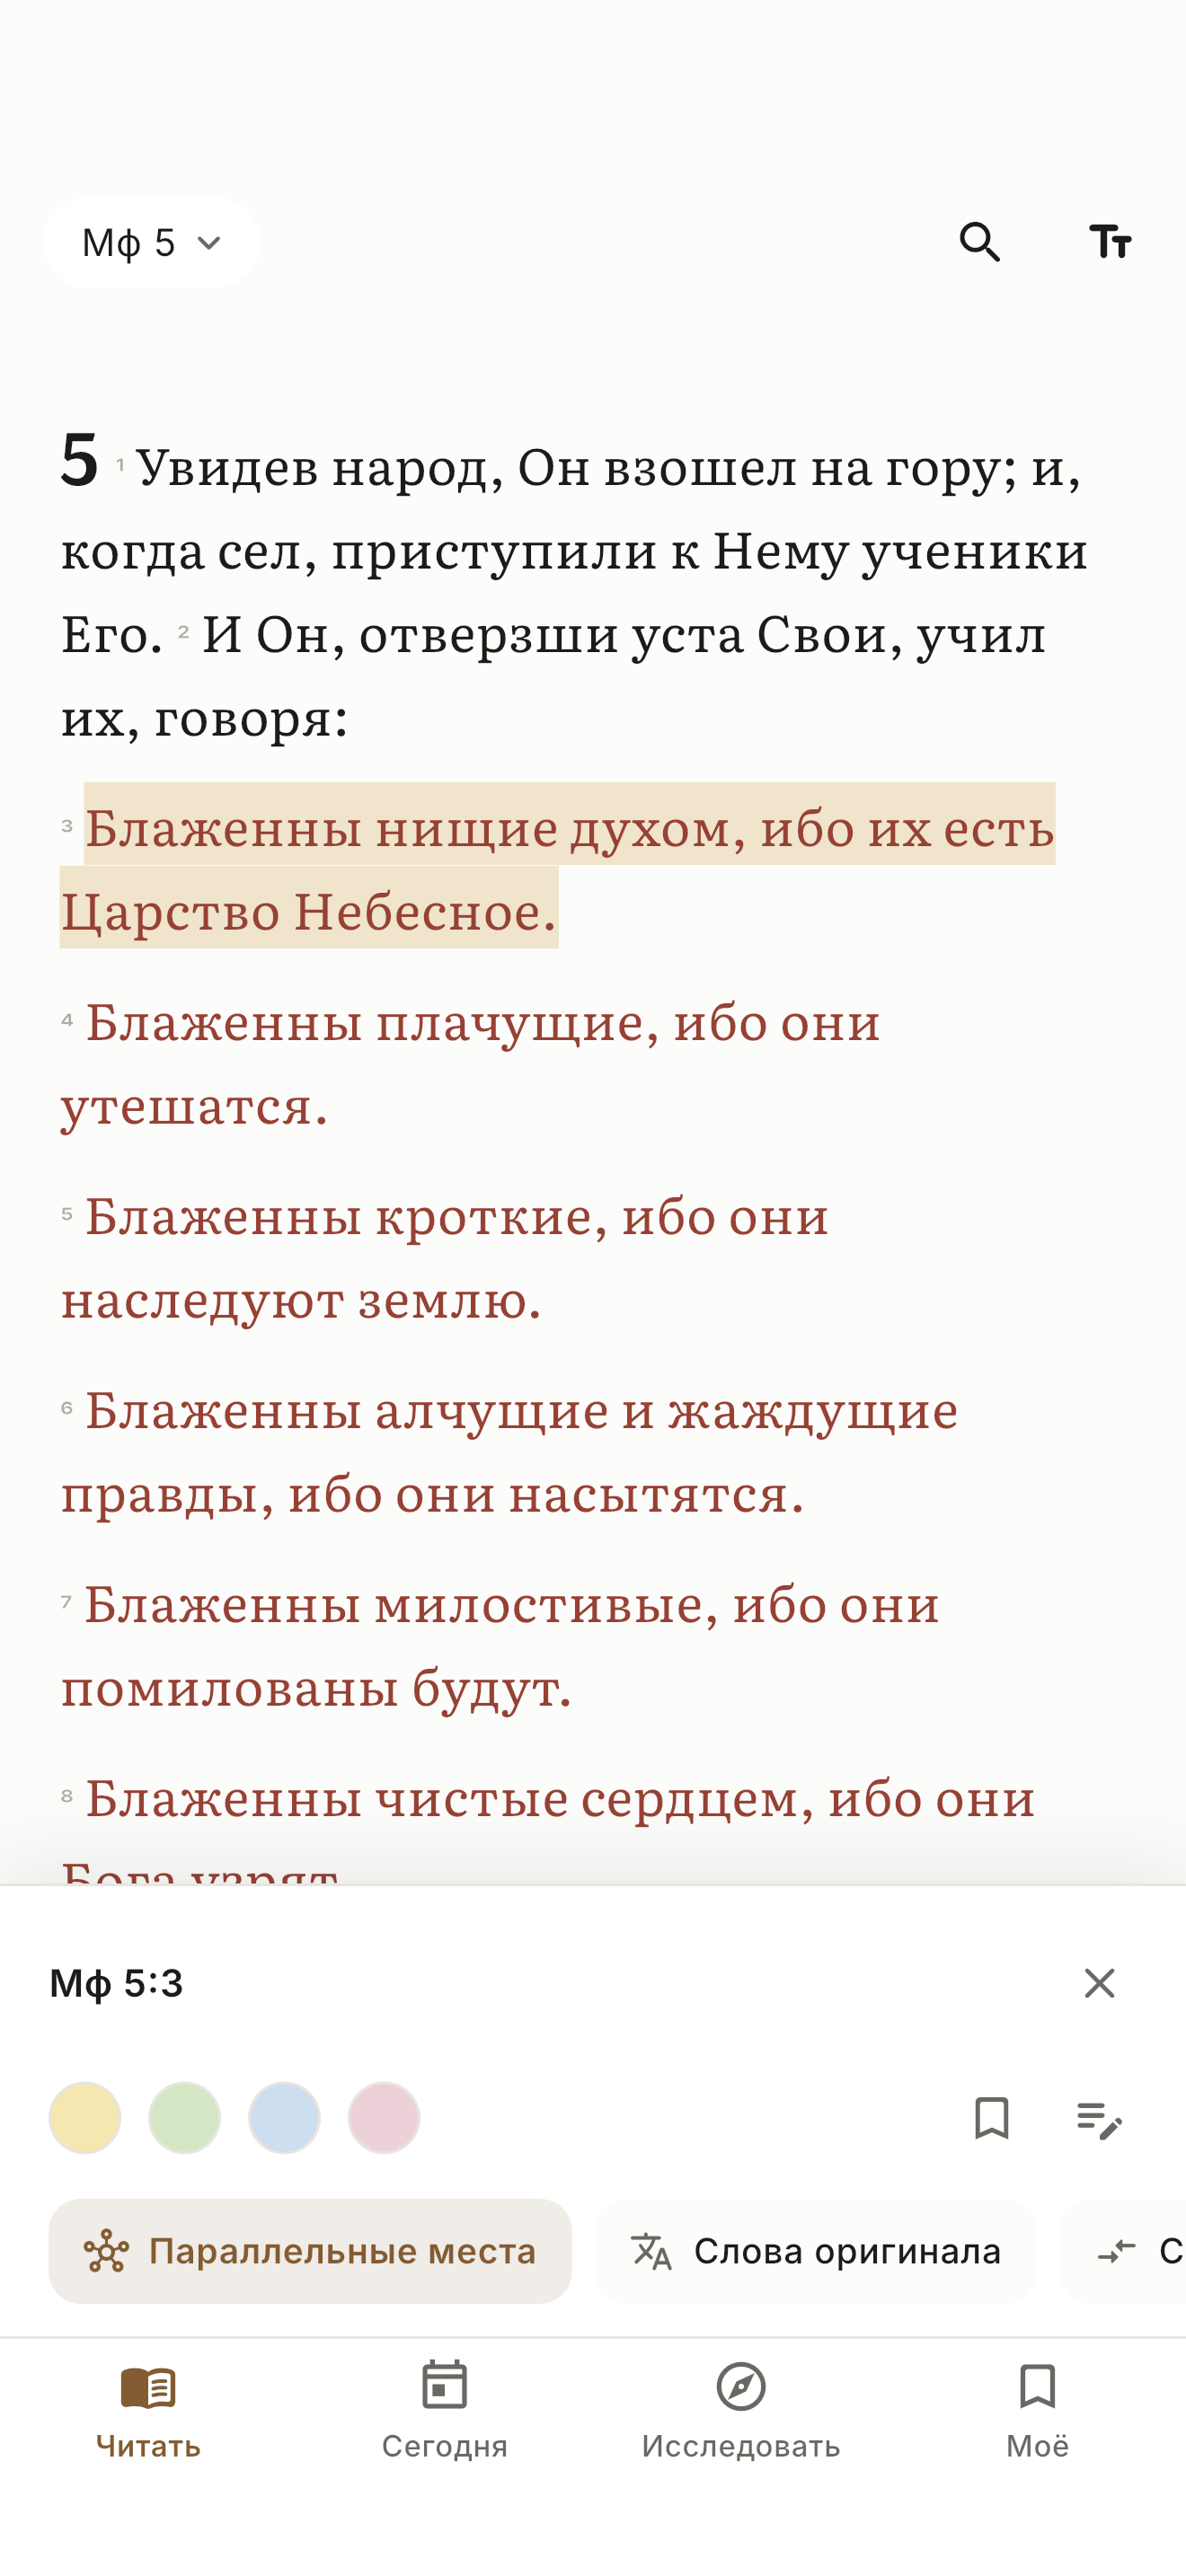 Мф 5
5 1 Увидев народ, Он взошел на гору; и,
когда сел, приступили к Нему ученики
Его. 2 И Он, отверзши уста Свои, учил
их, говоря:
3 Блаженны нищие духом, ибо их есть
Царство Небесное.
4 Блаженны плачущие, ибо они
утешатся.
5 Блаженны кроткие, ибо они
наследуют землю.
6 Блаженны алчущие и жаждущие
правды, ибо они насытятся.
7 Блаженны милостивые, ибо они
помилованы будут.
8 Блаженны чистые сердцем, ибо они
Бога узрят
Мф 5:3
Параллельные места
Слова оригинала
С
Читать
Сегодня
Исследовать
Моё